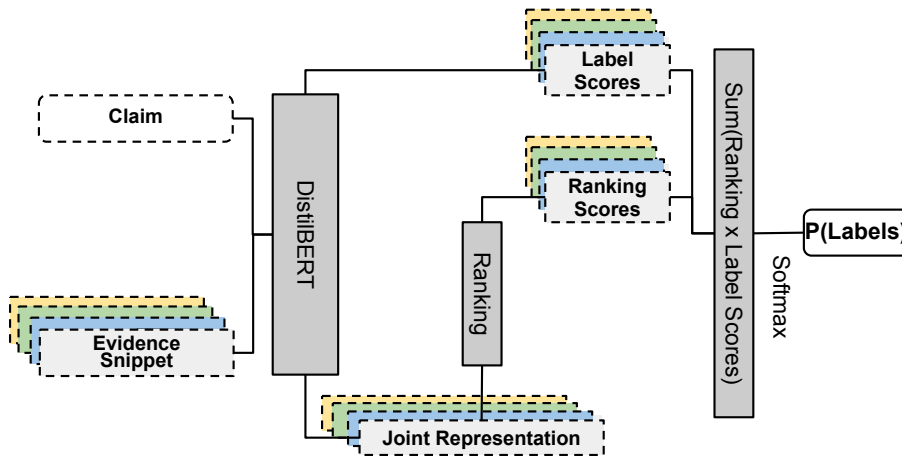 Claim
Evidence
Snippet
DistilBERT
Joint Representation
Ranking
Label
Scores
Ranking
Scores
Sum(Ranking x Label Scores)
Softmax
P(Labels)